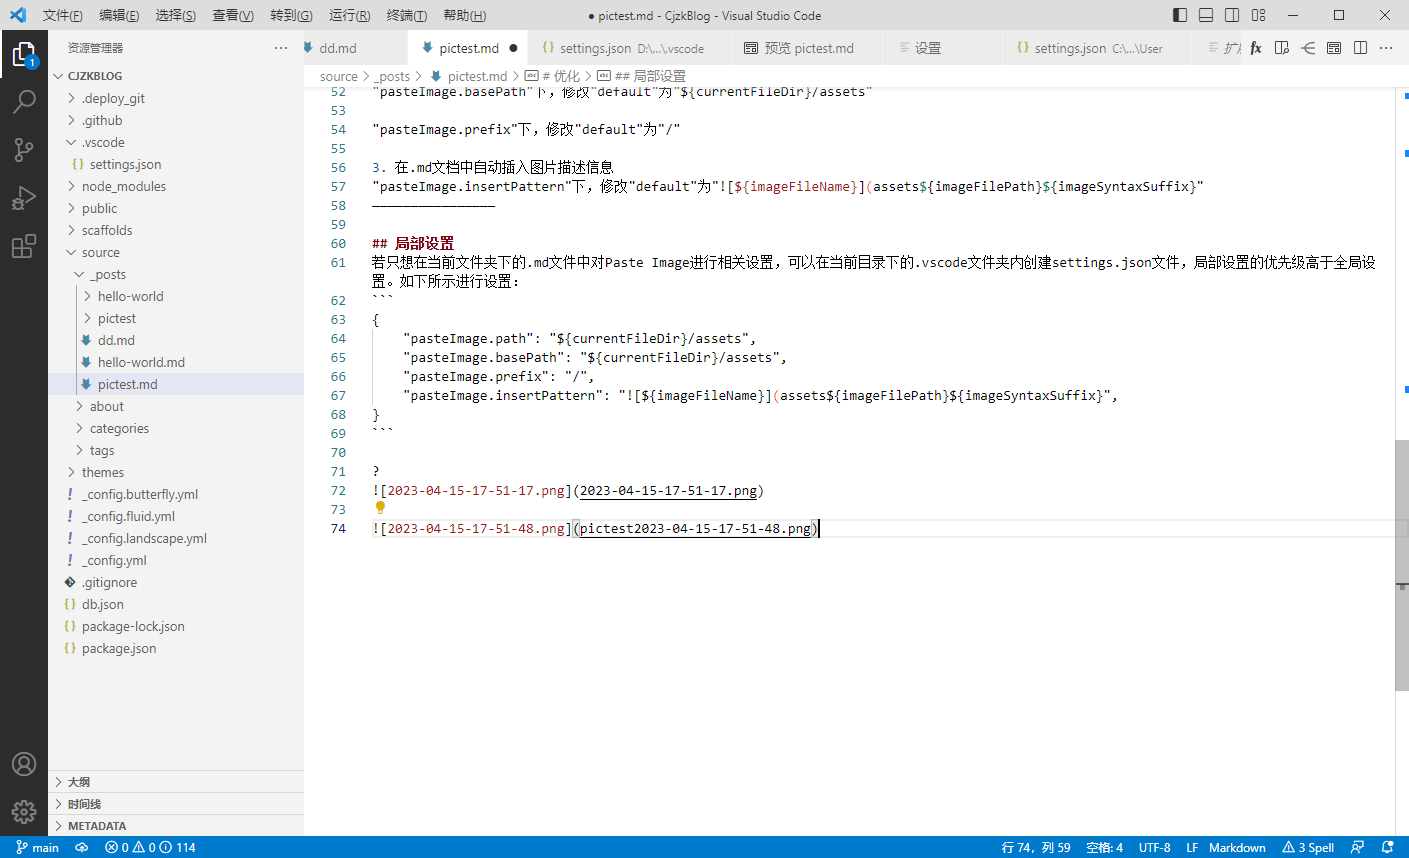 文件(F) 编辑(E) 选择(S) 查看(V) 转到(G) 运行(R) 终端(T) 帮助(H) ● pictest.md - CjzkBlog - Visual Studio Code
资源管理器 ···
dd.md pictest.md ● settings.json D:\...\.vscode 预览 pictest.md 设置 settings.json C:\...\User
source > _posts > pictest.md > # 优化 > ## 局部设置
1
CJZKBLOG
.deploy_git
.github
.vscode
settings.json
node_modules
public
scaffolds
source
_posts
hello-world
pictest
dd.md
hello-world.md
pictest.md
about
categories
tags
themes
_config.butterfly.yml
_config.fluid.yml
_config.landscape.yml
_config.yml
.gitignore
db.json
package-lock.json
package.json
大纲
时间线
METADATA
52 "pasteImage.basePath"下，修改"default"为"${currentFileDir}/assets"
53
54 "pasteImage.prefix"下，修改"default"为"/"
55
56 3. 在.md文档中自动插入图片描述信息
57 "pasteImage.insertPattern"下，修改"default"为"![${imageFileName}](assets${imageFilePath}${imageSyntaxSuffix}"
58 ————————————————
59
60 ## 局部设置
61 若只想在当前文件夹下的.md文件中对Paste Image进行相关设置，可以在当前目录下的.vscode文件夹内创建settings.json文件，局部设置的优先级高于全局设
置。如下所示进行设置：
62 ```
63 {
64 "pasteImage.path": "${currentFileDir}/assets",
65 "pasteImage.basePath": "${currentFileDir}/assets",
66 "pasteImage.prefix": "/",
67 "pasteImage.insertPattern": "![${imageFileName}](assets${imageFilePath}${imageSyntaxSuffix}",
68 }
69 ```
70
71 ?
72 ![2023-04-15-17-51-17.png](2023-04-15-17-51-17.png)
73
74 ![2023-04-15-17-51-48.png](pictest2023-04-15-17-51-48.png)
main 0 0 114 行 74，列 59 空格: 4 UTF-8 LF Markdown 3 Spell